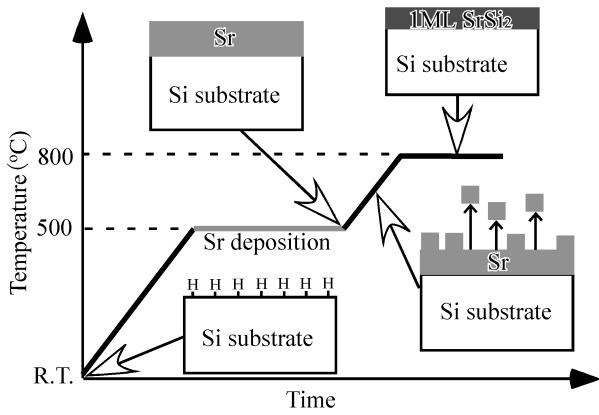 Sr
Si substrate
1ML SrSi₂
Si substrate
Temperature (°C)
800
500
Sr deposition
Sr
Si substrate
H H H H H H H
Si substrate
R.T.
Time